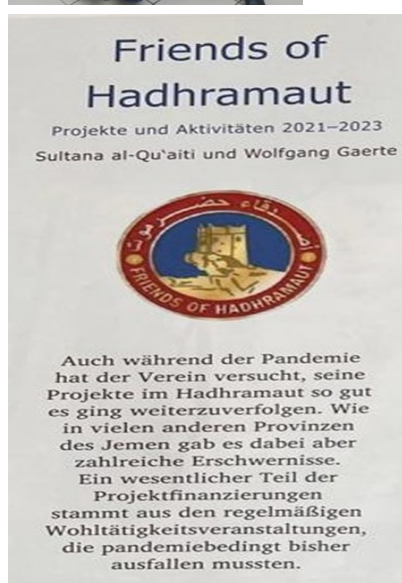 Friends of
Hadhramaut
Projekte und Aktivitäten 2021–2023
Sultana al-Qu‘aiti und Wolfgang Gaerte
أصدقاء حضرموت
FRIENDS OF HADHRAMAUT
Auch während der Pandemie
hat der Verein versucht, seine
Projekte im Hadhramaut so gut
es ging weiterzuverfolgen. Wie
in vielen anderen Provinzen
des Jemen gab es dabei aber
zahlreiche Erschwernisse.
Ein wesentlicher Teil der
Projektfinanzierungen
stammt aus den regelmäßigen
Wohltätigkeitsveranstaltungen,
die pandemiebedingt bisher
ausfallen mussten.